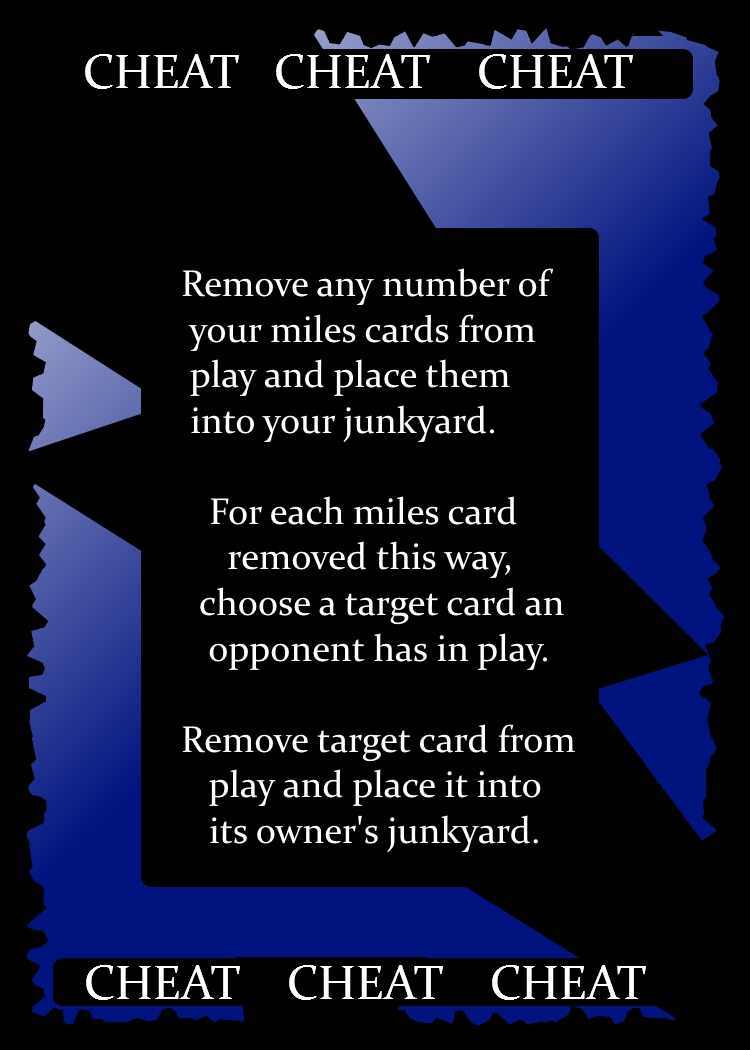 CHEAT CHEAT CHEAT
Remove any number of
your miles cards from
play and place them
into your junkyard.
For each miles card
removed this way,
choose a target card an
opponent has in play.
Remove target card from
play and place it into
its owner's junkyard.
CHEAT CHEAT CHEAT